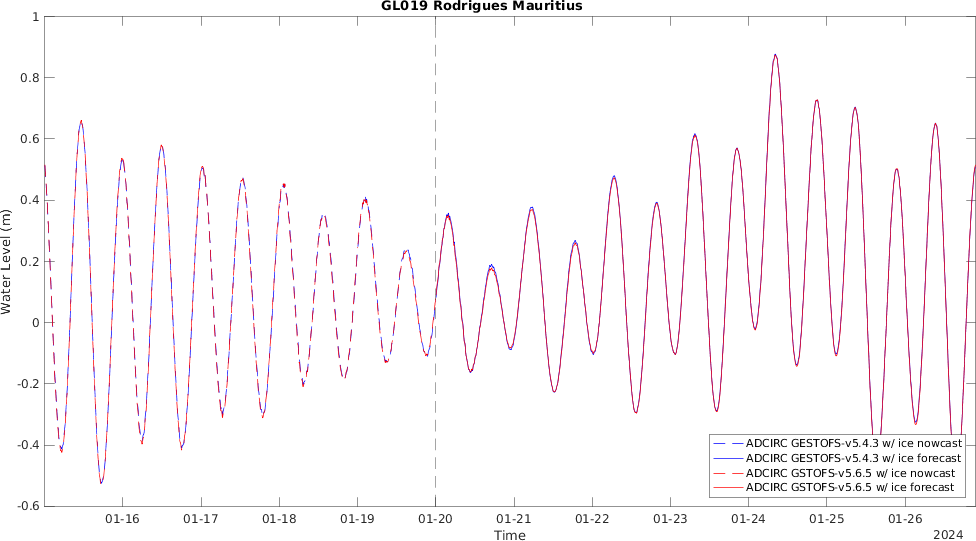 GL019 Rodrigues Mauritius
1
0.8
0.6
0.4
0.2
0
-0.2
-0.4
-0.6
Water Level (m)
ADCIRC GESTOFS-v5.4.3 w/ ice nowcast
ADCIRC GESTOFS-v5.4.3 w/ ice forecast
ADCIRC GSTOFS-v5.6.5 w/ ice nowcast
ADCIRC GSTOFS-v5.6.5 w/ ice forecast
01-16 01-17 01-18 01-19 01-20 01-21 01-22 01-23 01-24 01-25 01-26
Time
2024